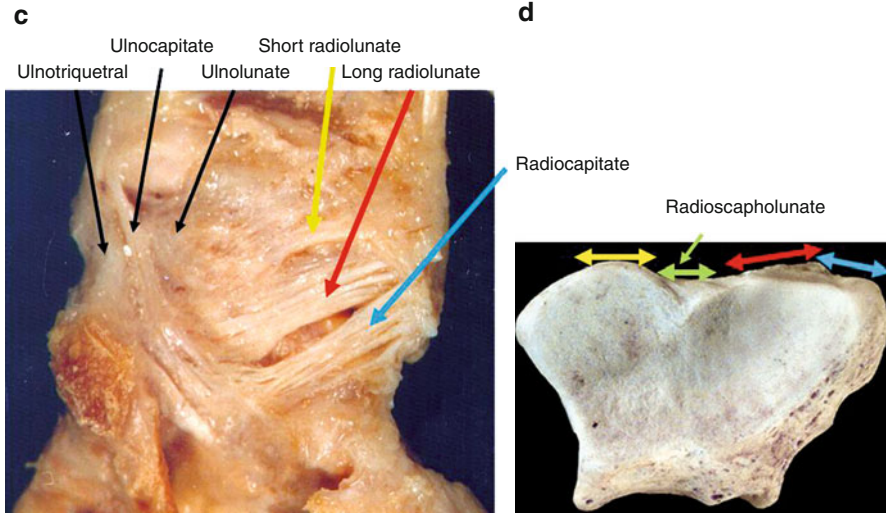 c
d
Ulnocapitate
Short radiolunate
Ulnotriquetral
Ulnolunate
Long radiolunate
Radiocapitate
Radioscapholunate